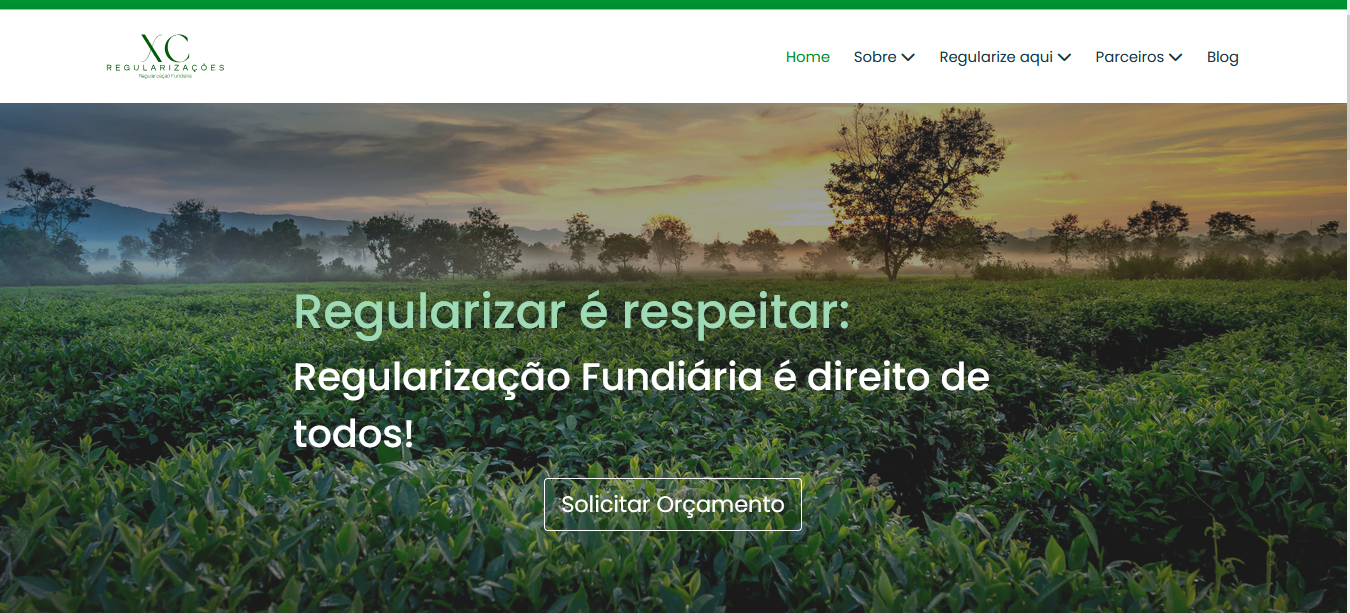 XC
REGULARIZAÇÕES
Regularização Fundiária
Home
Sobre
Regularize aqui
Parceiros
Blog
Regularizar é respeitar:
Regularização Fundiária é direito de
todos!
Solicitar Orçamento